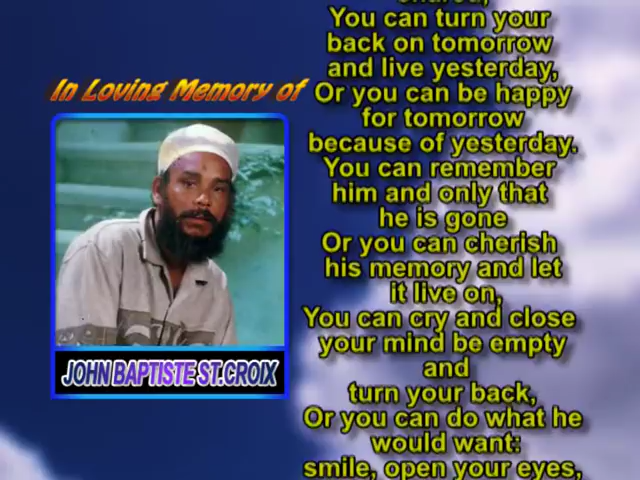 In Loving Memory of
JOHN BAPTISTE ST.CROIX
shared,
You can turn your
back on tomorrow
and live yesterday,
Or you can be happy
for tomorrow
because of yesterday.
You can remember
him and only that
he is gone
Or you can cherish
his memory and let
it live on,
You can cry and close
your mind be empty
and
turn your back,
Or you can do what he
would want:
smile, open your eyes,